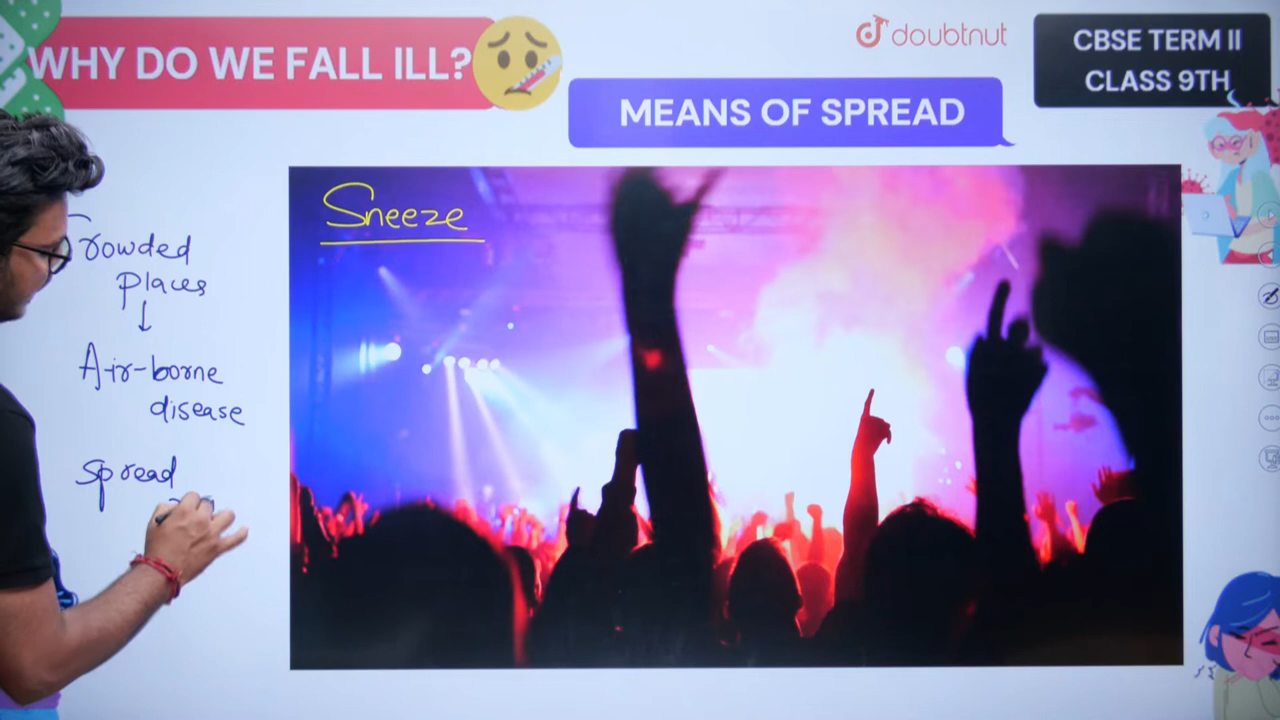 WHY DO WE FALL ILL?
doubtnut
CBSE TERM II
CLASS 9TH
MEANS OF SPREAD
Sneeze
Crowded
Places
↓
Air-borne
disease
spread